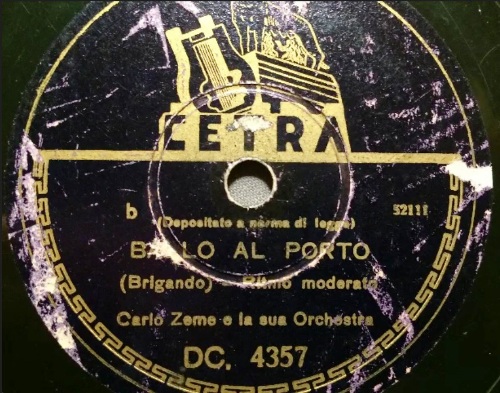 CETRA
b 52111
(Depositato a norma di legge)
BALLO AL PORTO
(Brigando) Ritmo moderato
Carlo Zeme e la sua Orchestra
DC. 4357